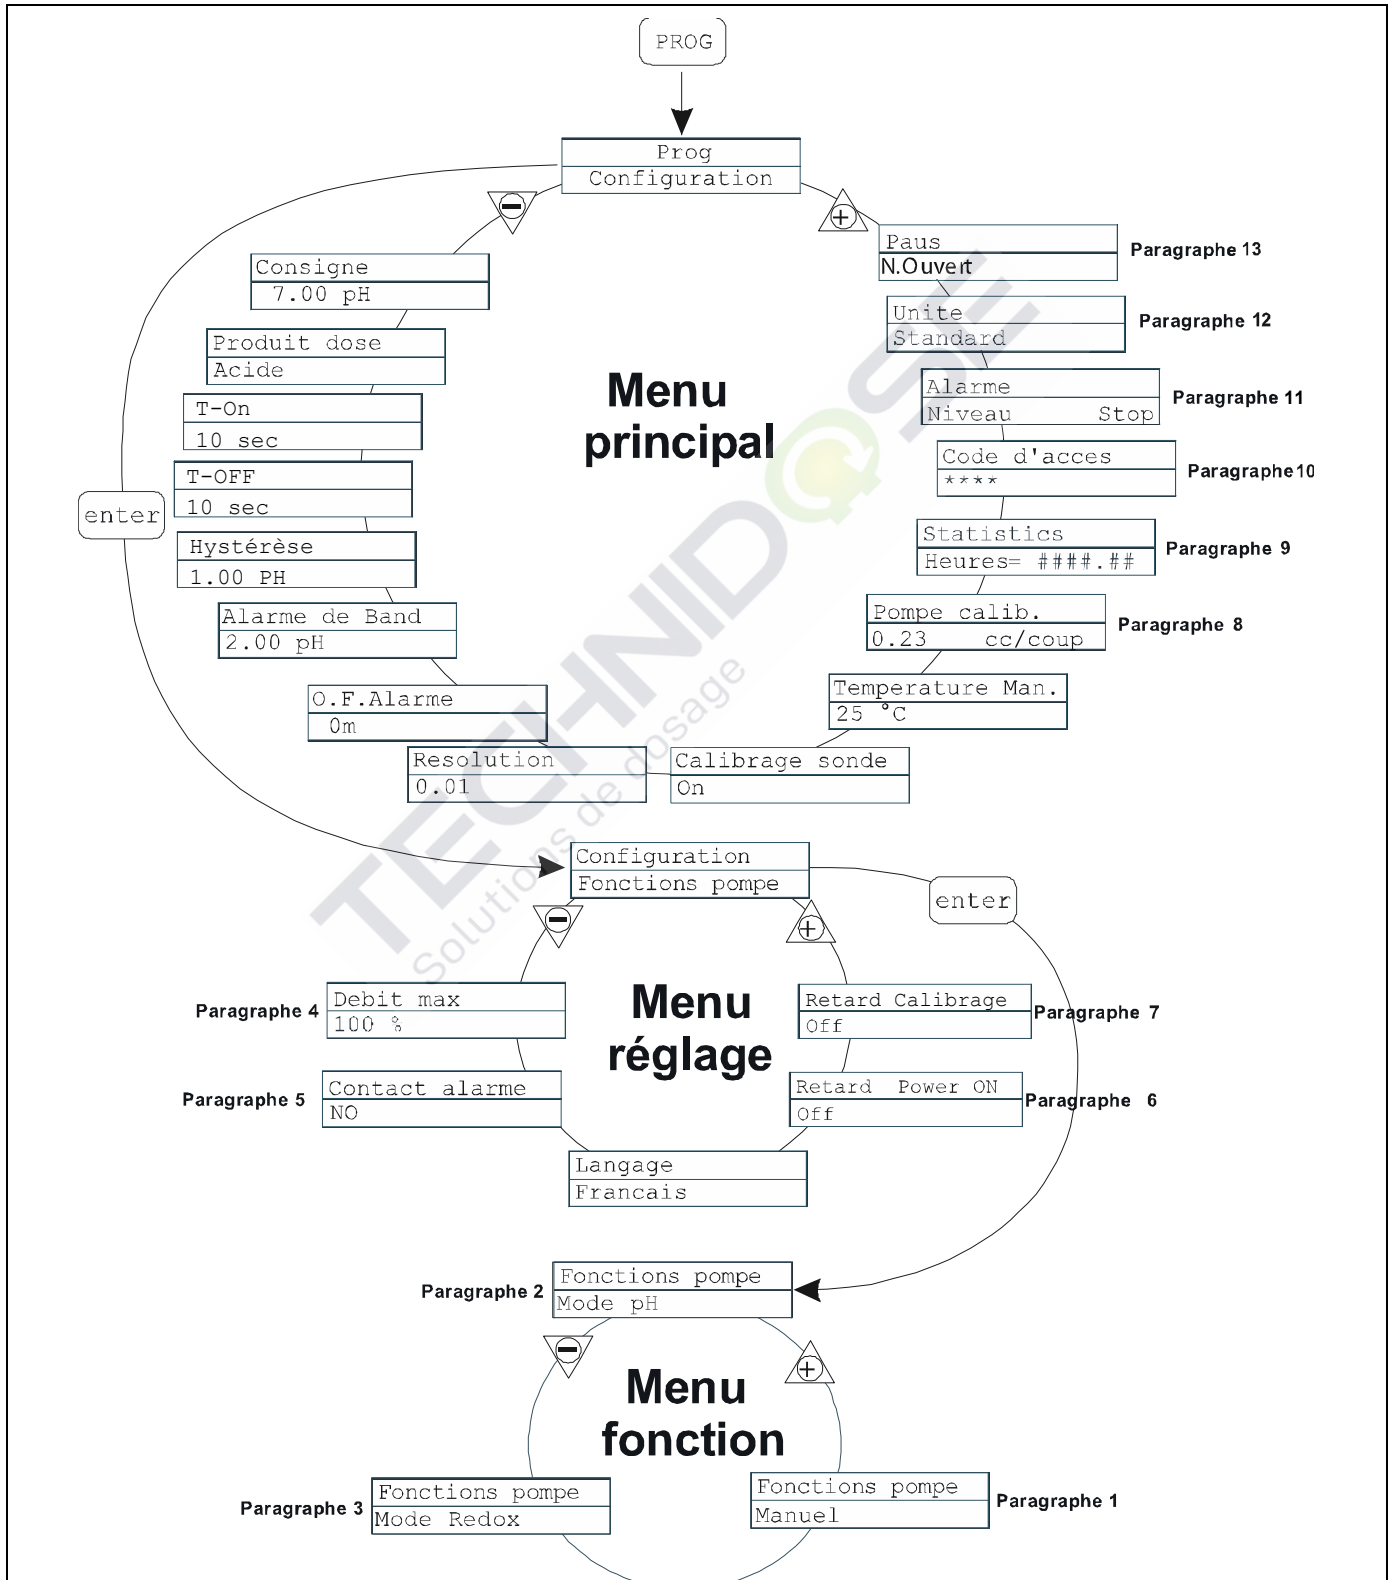 PROG
Prog
Configuration
Paus
N.Ouvert
Paragraphe 13
Consigne
7.00 pH
Unite
Standard
Paragraphe 12
Produit dose
Acide
Menu
principal
Alarme
Niveau Stop
Paragraphe 11
T-On
10 sec
Code d'acces
****
Paragraphe10
T-OFF
10 sec
enter
Statistics
Heures= ####.##
Paragraphe 9
Hystérèse
1.00 PH
Alarme de Band
2.00 pH
Pompe calib.
0.23 cc/coup
Paragraphe 8
O.F.Alarme
0m
Temperature Man.
25 °C
Resolution
0.01
Calibrage sonde
On
TECHNIDOSE
Solutions de dosage
Configuration
Fonctions pompe
enter
Paragraphe 4
Debit max
100 %
Menu
réglage
Retard Calibrage
Off
Paragraphe 7
Paragraphe 5
Contact alarme
NO
Retard Power ON
Off
Paragraphe 6
Langage
Francais
Paragraphe 2
Fonctions pompe
Mode pH
Menu
fonction
Paragraphe 3
Fonctions pompe
Mode Redox
Fonctions pompe
Manuel
Paragraphe 1